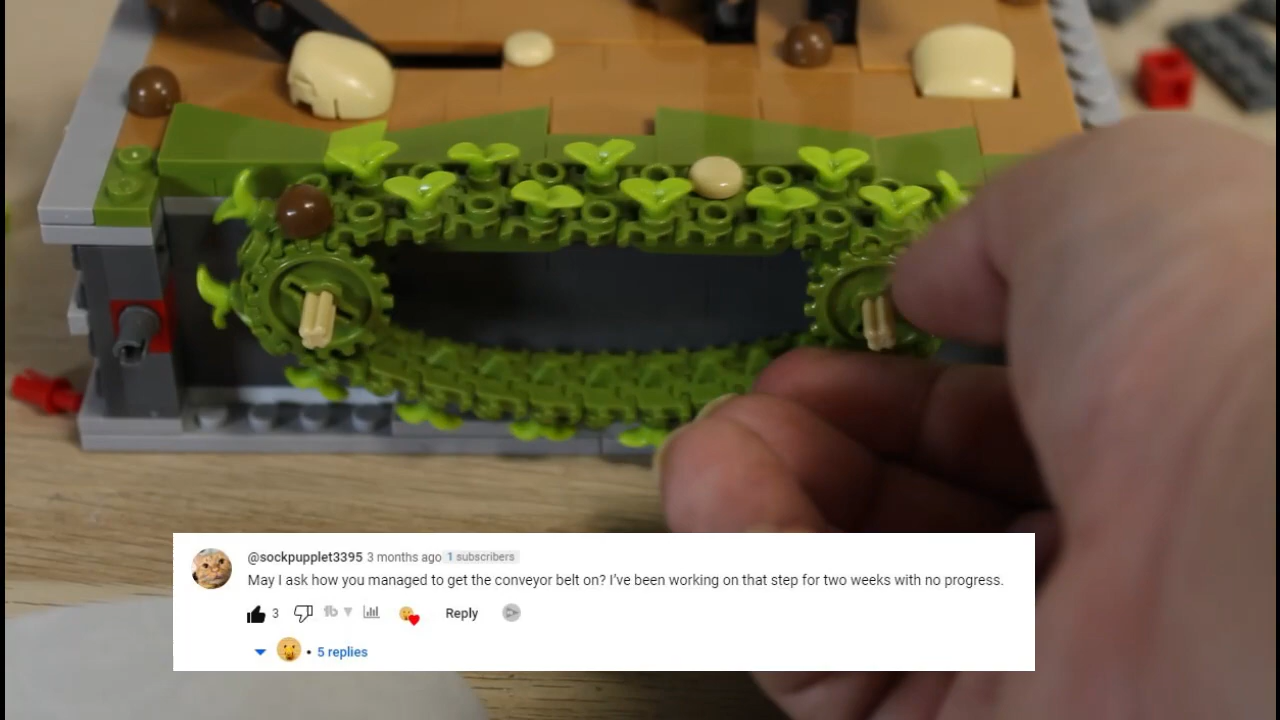 @sockpupplet3395 3 months ago 1 subscribers
May I ask how you managed to get the conveyor belt on? I've been working on that step for two weeks with no progress.
3 Reply
• 5 replies